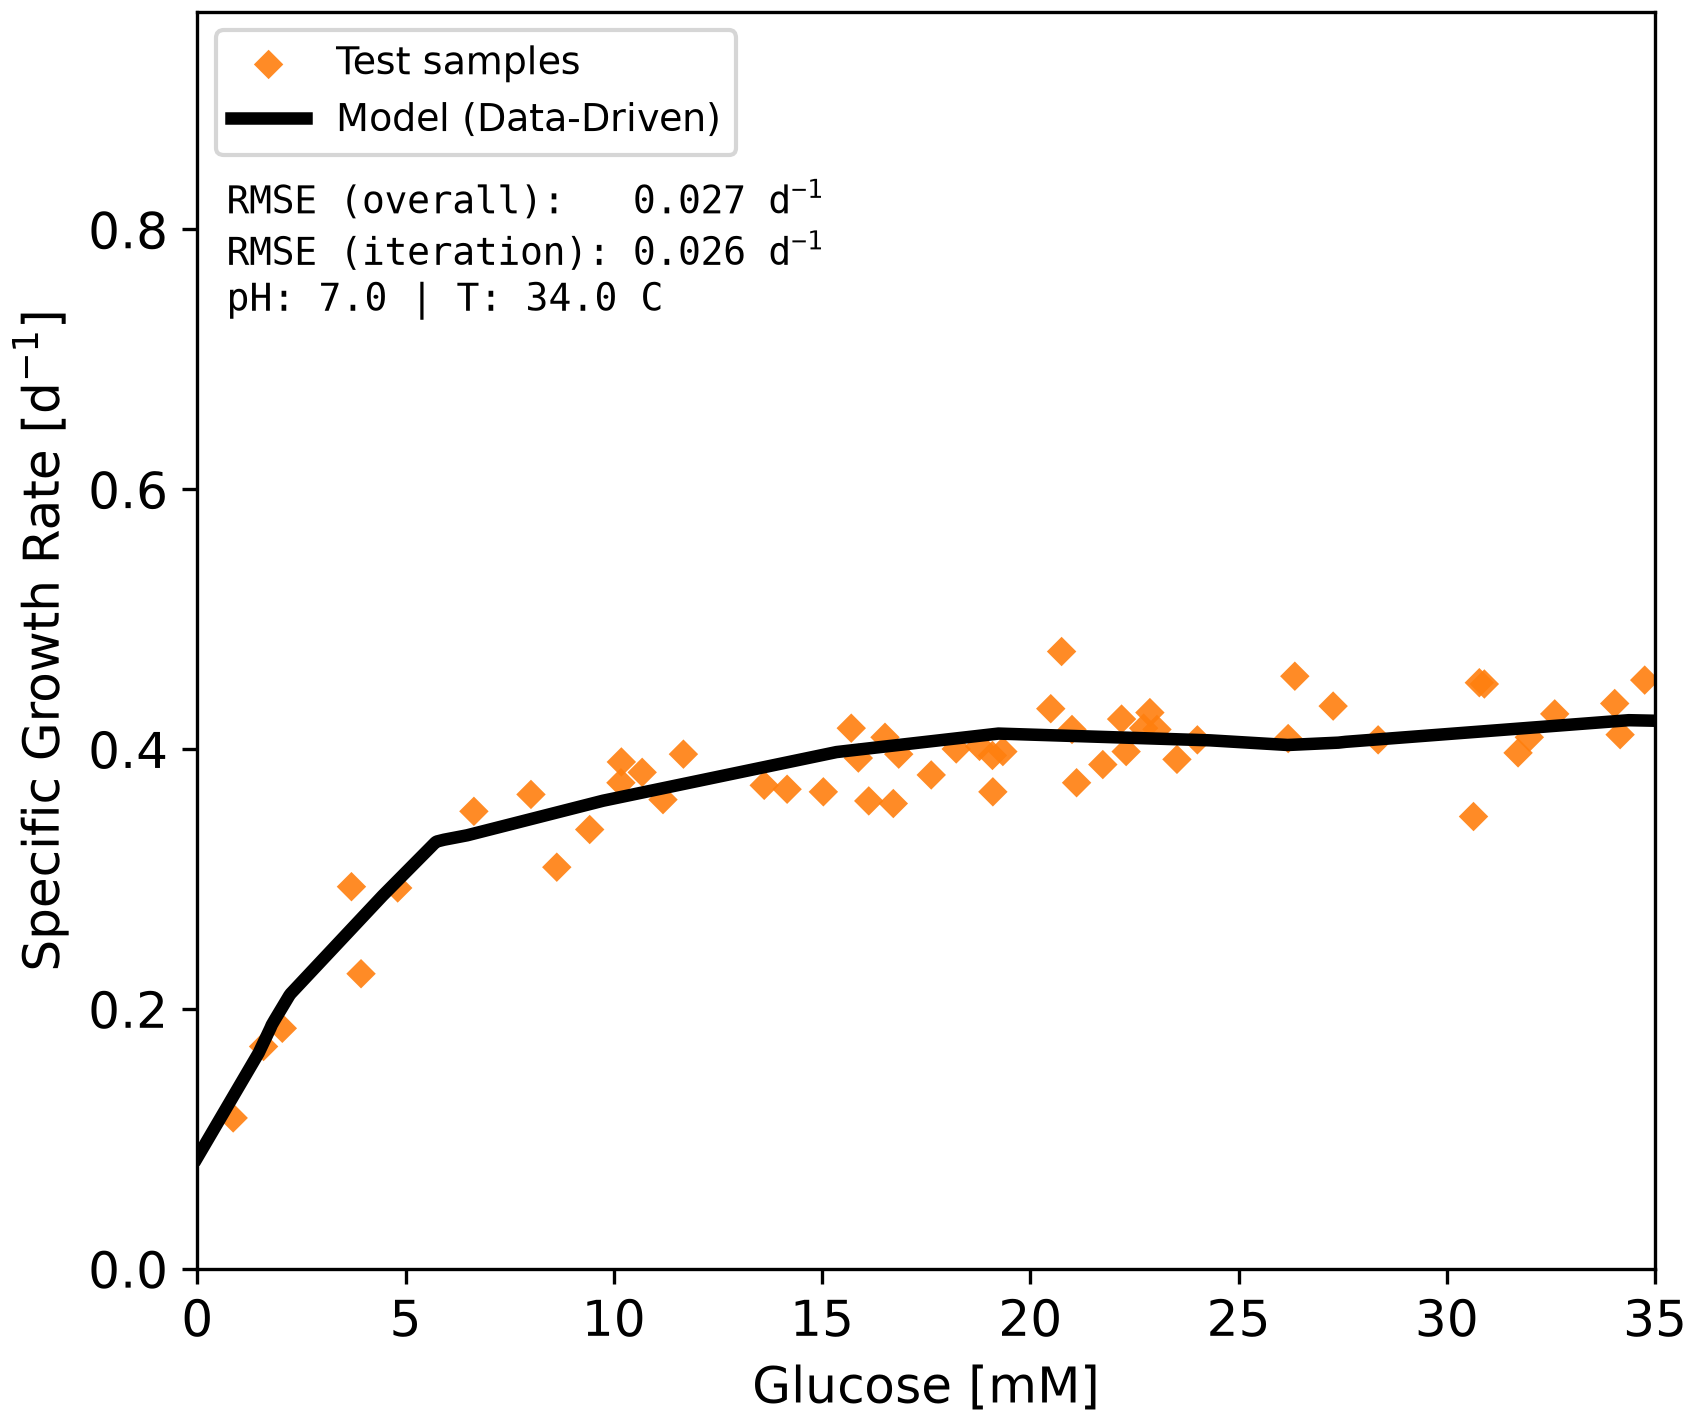 Test samples
Model (Data-Driven)
RMSE (overall):   0.027 d⁻¹
RMSE (iteration): 0.026 d⁻¹
pH: 7.0 | T: 34.0 C
Specific Growth Rate [d⁻¹]
0.8
0.6
0.4
0.2
0.0
0 5 10 15 20 25 30 35
Glucose [mM]